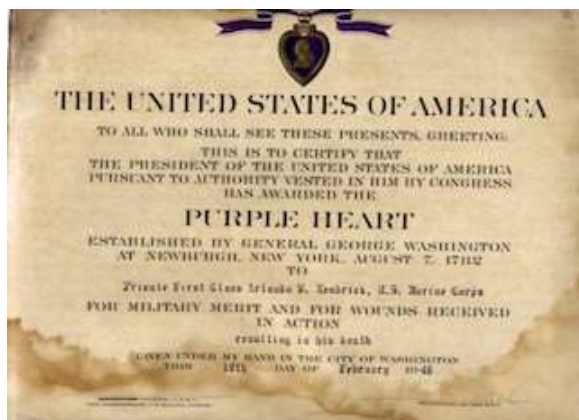 THE UNITED STATES OF AMERICA
TO ALL WHO SHALL SEE THESE PRESENTS, GREETING:
THIS IS TO CERTIFY THAT
THE PRESIDENT OF THE UNITED STATES OF AMERICA
PURSUANT TO AUTHORITY VESTED IN HIM BY CONGRESS
HAS AWARDED THE
PURPLE HEART
ESTABLISHED BY GENERAL GEORGE WASHINGTON
AT NEWBURGH, NEW YORK, AUGUST 7, 1782
TO
Private First Class W. Kendrick, U.S. Marine Corps
FOR MILITARY MERIT AND FOR WOUNDS RECEIVED
IN ACTION
resulting in his death
GIVEN UNDER MY HAND IN THE CITY OF WASHINGTON
THIS DAY OF February 19